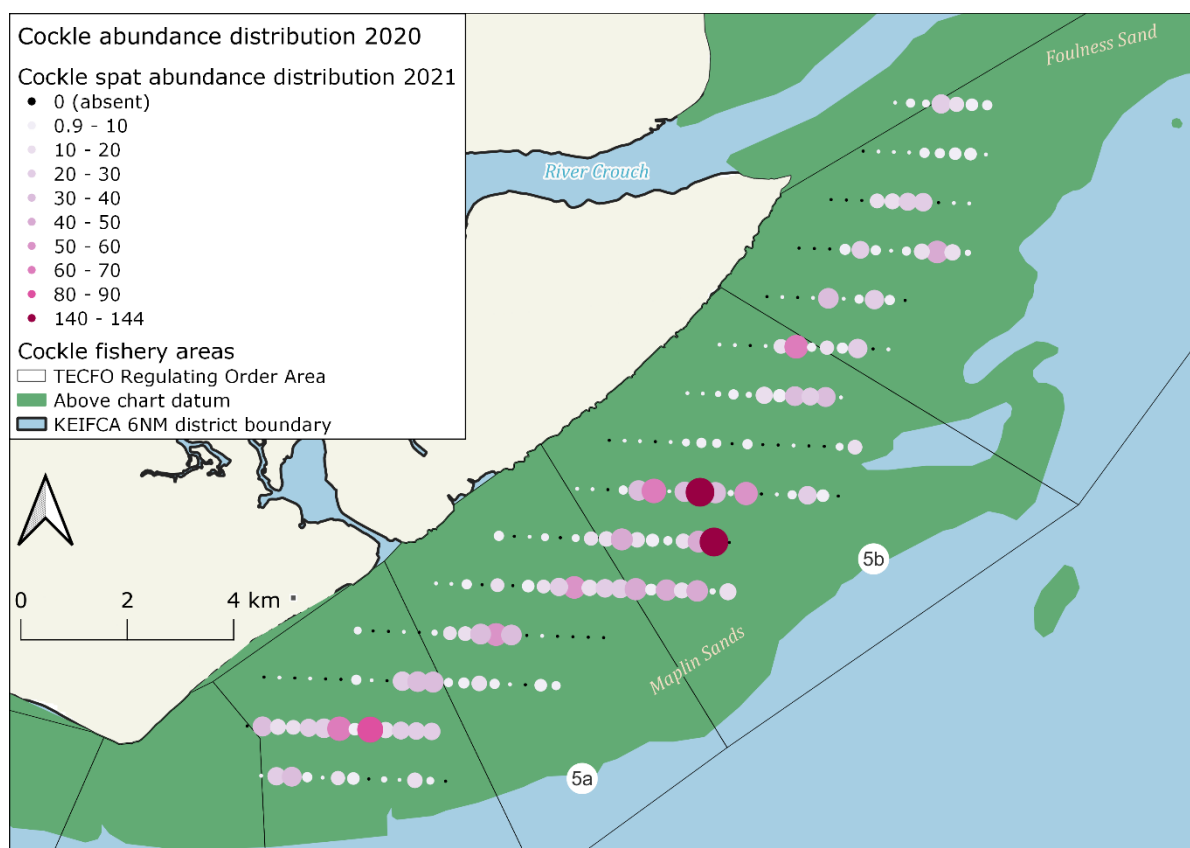 Cockle abundance distribution 2020
Cockle spat abundance distribution 2021
0 (absent)
0.9 - 10
10 - 20
20 - 30
30 - 40
40 - 50
50 - 60
60 - 70
80 - 90
140 - 144
Cockle fishery areas
TECFO Regulating Order Area
Above chart datum
KEIFCA 6NM district boundary
Foulness Sand
River Crouch
5b
0 2 4 km
Maplin Sands
5a